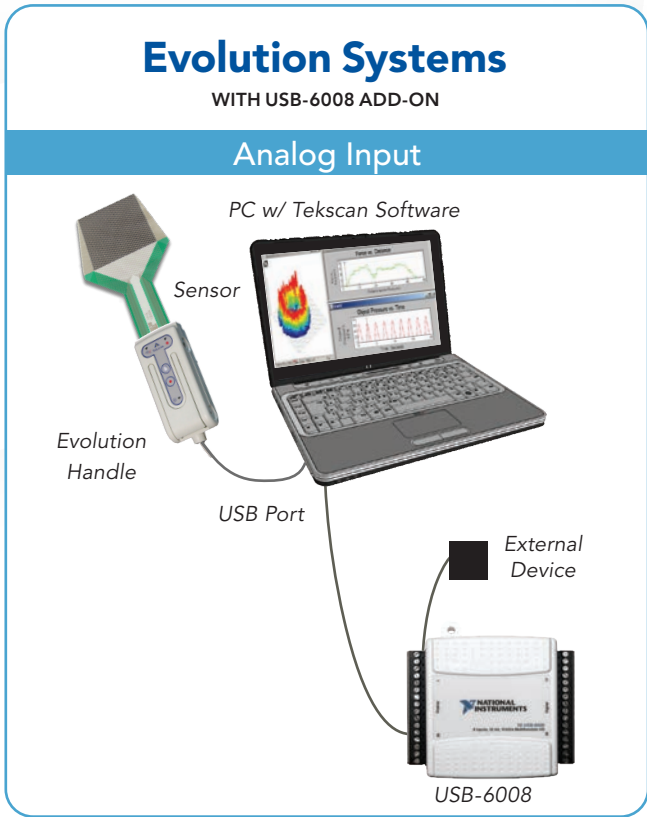 Evolution Systems
WITH USB-6008 ADD-ON
Analog Input
PC w/ Tekscan Software
Sensor
Evolution
Handle
USB Port
External
Device
NATIONAL
INSTRUMENTS
USB-6008